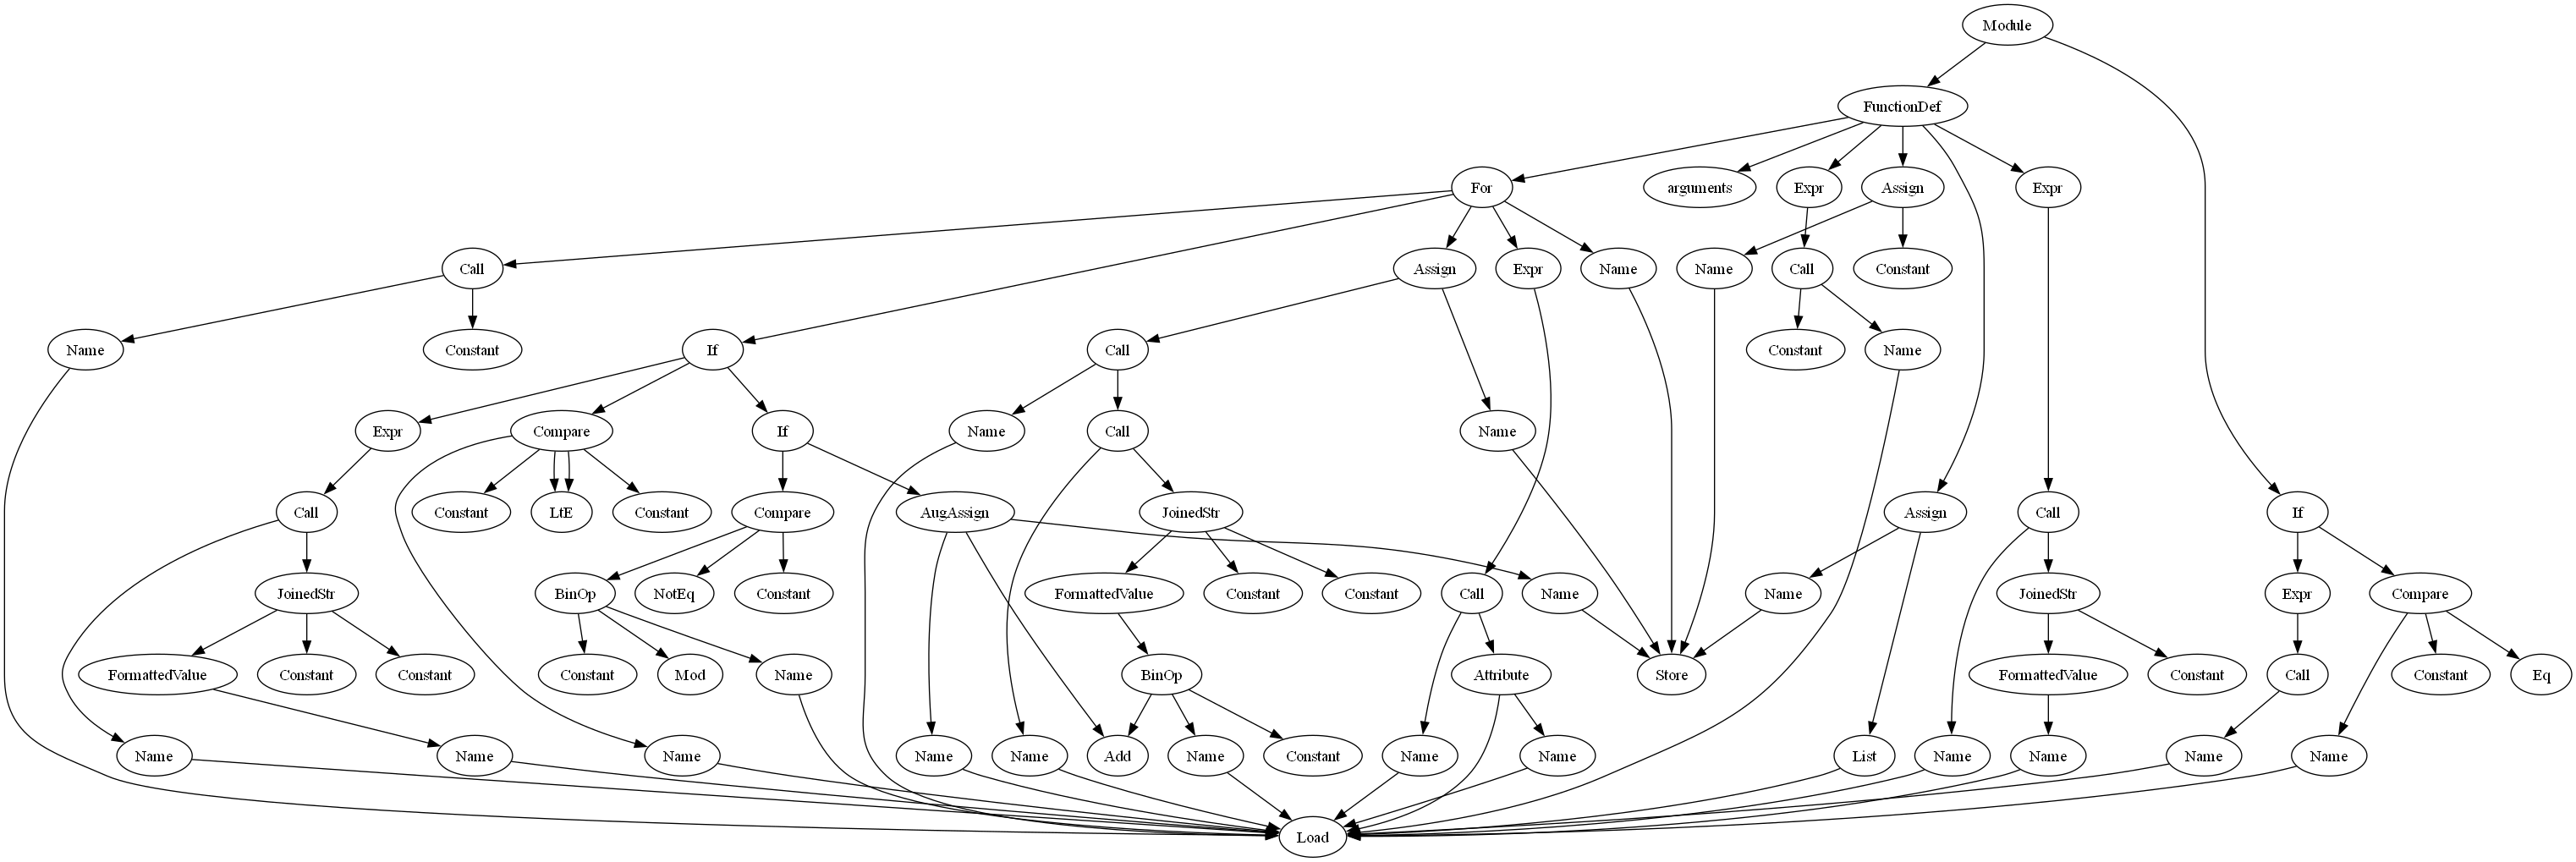 Module
FunctionDef
For
arguments
Expr
Assign
Expr
Call
Assign
Expr
Name
Name
Call
Constant
Name
Constant
If
Call
Constant
Name
Expr
Compare
If
Name
Call
Name
Call
Constant
LtE
Constant
Compare
AugAssign
JoinedStr
Assign
Call
If
JoinedStr
BinOp
NotEq
Constant
FormattedValue
Constant
Constant
Call
Name
Name
JoinedStr
Expr
Compare
FormattedValue
Constant
Constant
Constant
Mod
Name
BinOp
Attribute
Store
FormattedValue
Constant
Call
Constant
Eq
Name
Name
Name
Name
Name
Add
Name
Constant
Name
Name
List
Name
Name
Name
Name
Load